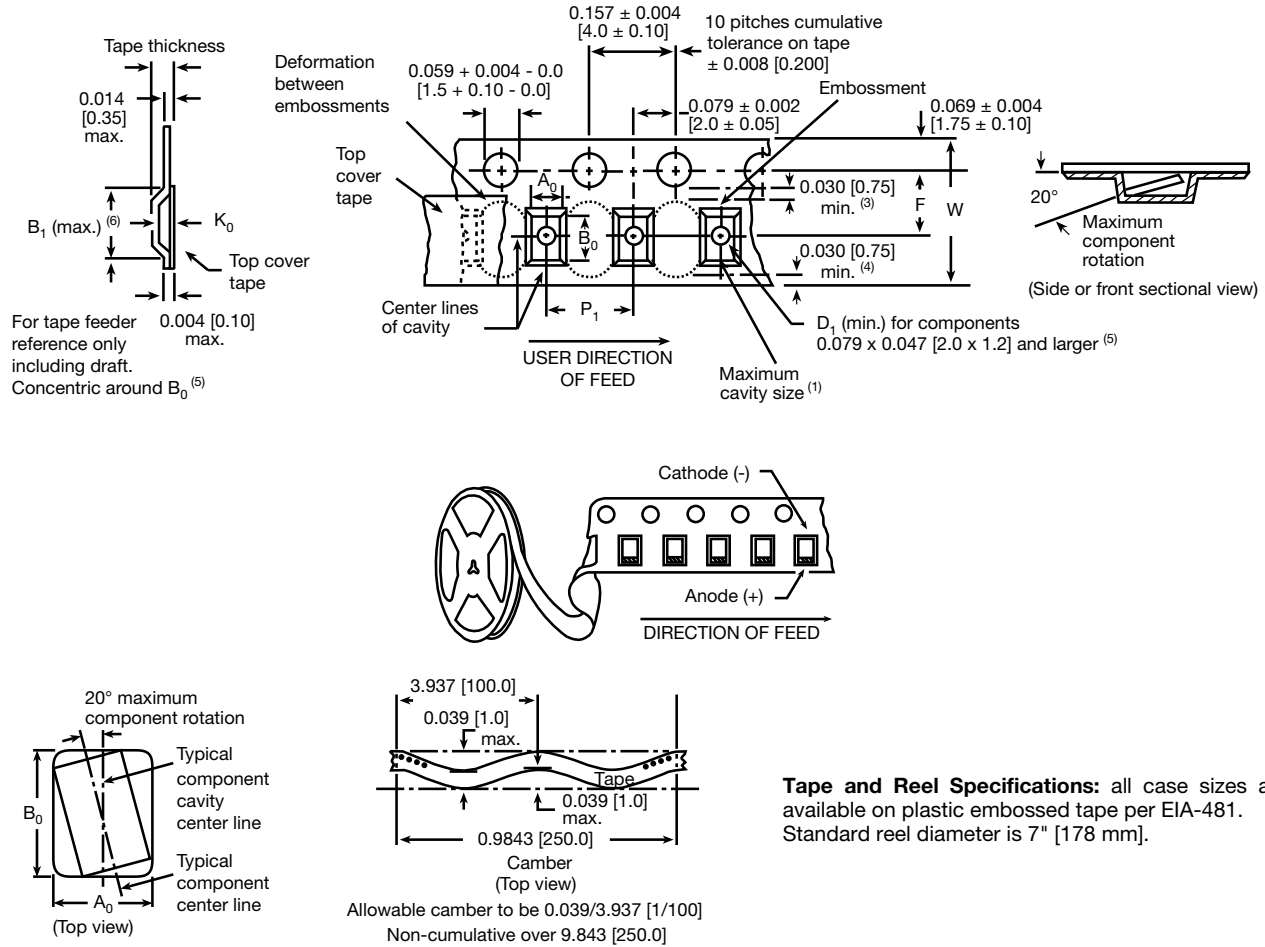 Tape thickness
0.014
[0.35]
max.
B1 (max.) (6)
K0
Top cover
tape
For tape feeder
reference only
including draft.
Concentric around B0 (5)
0.004 [0.10]
max.
Deformation
between
embossments
Top
cover
tape
0.059 + 0.004 - 0.0
[1.5 + 0.10 - 0.0]
0.157 ± 0.004
[4.0 ± 0.10]
10 pitches cumulative
tolerance on tape
± 0.008 [0.200]
0.079 ± 0.002
[2.0 ± 0.05]
Embossment
0.069 ± 0.004
[1.75 ± 0.10]
A0
B0
0.030 [0.75]
min. (3)
F
W
0.030 [0.75]
min. (4)
Center lines
of cavity
P1
USER DIRECTION
OF FEED
D1 (min.) for components
0.079 x 0.047 [2.0 x 1.2] and larger (5)
Maximum
cavity size (1)
20°
Maximum
component
rotation
(Side or front sectional view)
Cathode (-)
Anode (+)
DIRECTION OF FEED
20° maximum
component rotation
Typical
component
cavity
center line
B0
Typical
component
center line
A0
(Top view)
3.937 [100.0]
0.039 [1.0]
max.
Tape
0.039 [1.0]
max.
0.9843 [250.0]
Camber
(Top view)
Allowable camber to be 0.039/3.937 [1/100]
Non-cumulative over 9.843 [250.0]
Tape and Reel Specifications: all case sizes a
available on plastic embossed tape per EIA-481.
Standard reel diameter is 7" [178 mm].